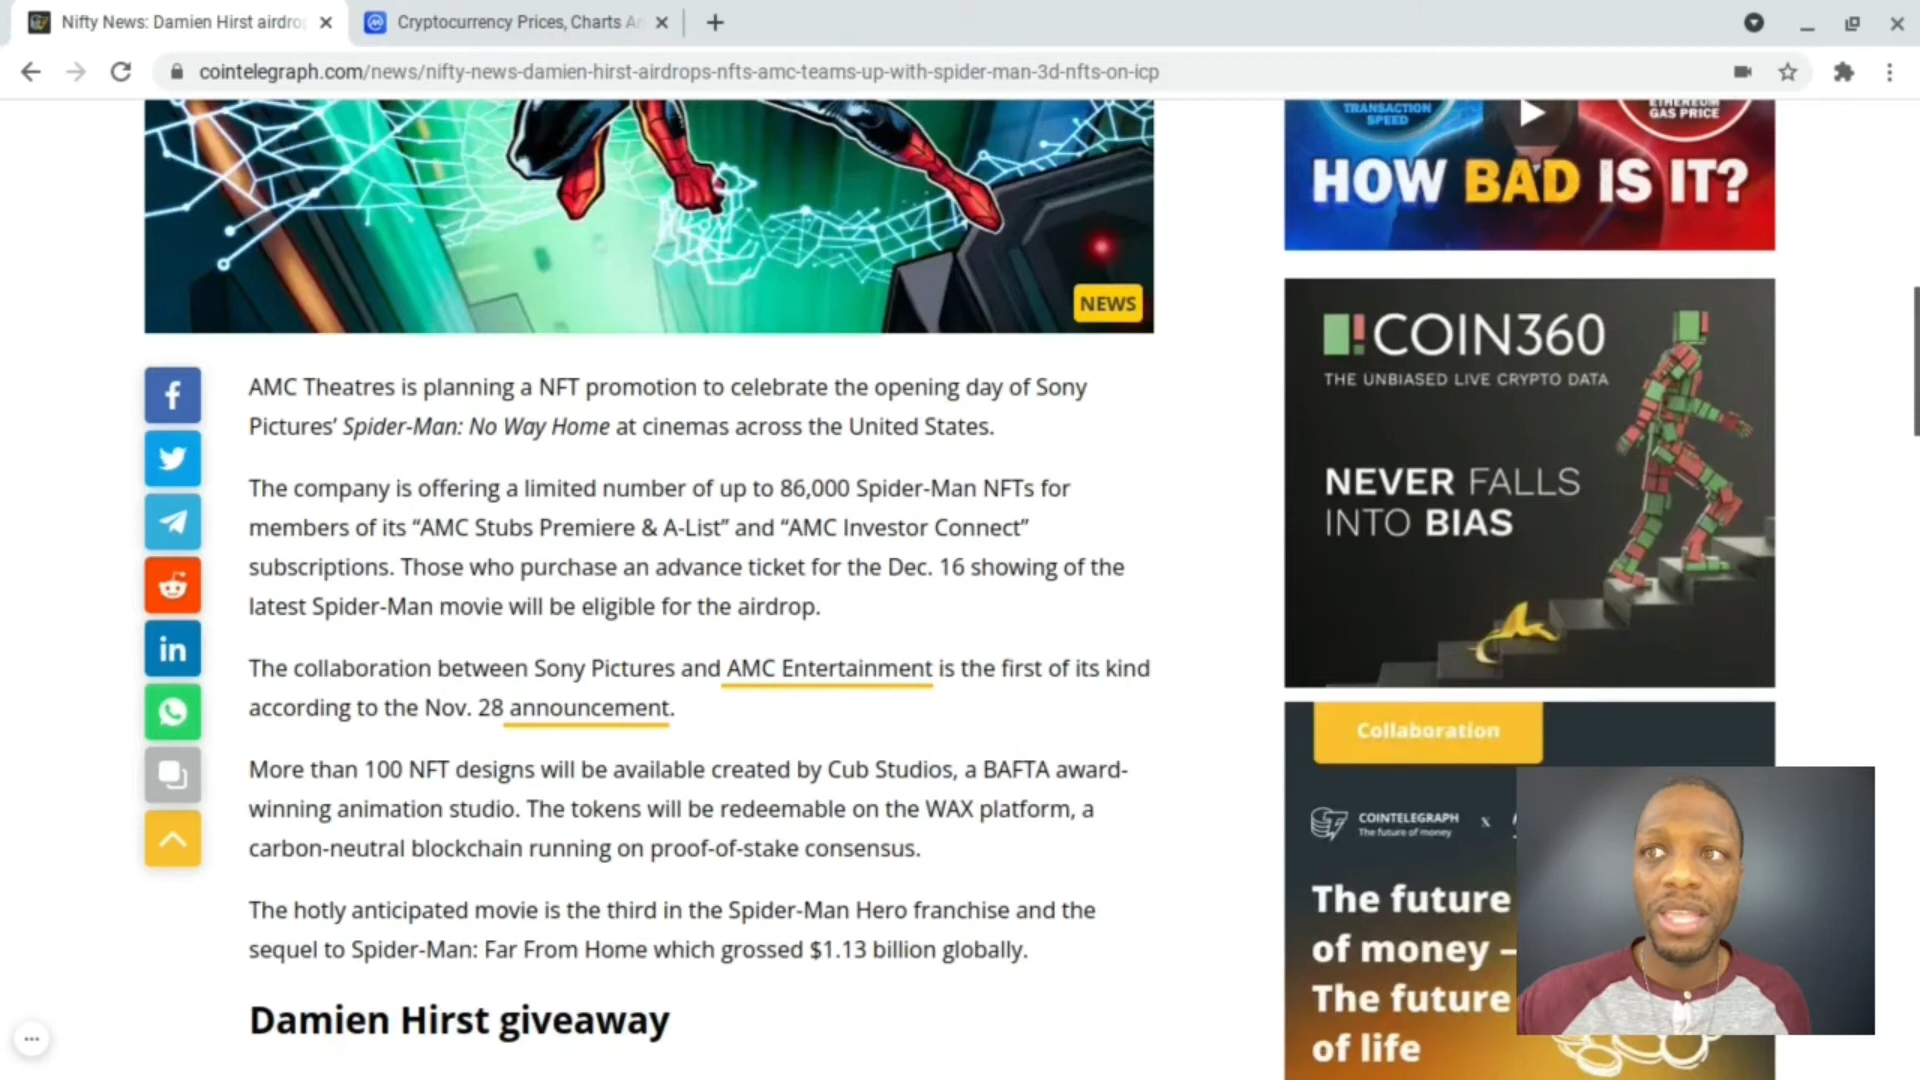 Nifty News: Damien Hirst airdro
Cryptocurrency Prices, Charts A
cointelegraph.com/news/nifty-news-damien-hirst-airdrops-nfts-amc-teams-up-with-spider-man-3d-nfts-on-icp
TRANSACTION
SPEED
ETHEREUM
GAS PRICE
HOW BAD IS IT?
NEWS
COIN360
THE UNBIASED LIVE CRYPTO DATA
NEVER FALLS
INTO BIAS
AMC Theatres is planning a NFT promotion to celebrate the opening day of Sony
Pictures’ Spider-Man: No Way Home at cinemas across the United States.
The company is offering a limited number of up to 86,000 Spider-Man NFTs for
members of its “AMC Stubs Premiere & A-List” and “AMC Investor Connect”
subscriptions. Those who purchase an advance ticket for the Dec. 16 showing of the
latest Spider-Man movie will be eligible for the airdrop.
The collaboration between Sony Pictures and AMC Entertainment is the first of its kind
according to the Nov. 28 announcement.
More than 100 NFT designs will be available created by Cub Studios, a BAFTA award-
winning animation studio. The tokens will be redeemable on the WAX platform, a
carbon-neutral blockchain running on proof-of-stake consensus.
The hotly anticipated movie is the third in the Spider-Man Hero franchise and the
sequel to Spider-Man: Far From Home which grossed $1.13 billion globally.
Damien Hirst giveaway
Collaboration
COINTELEGRAPH
The future of money
x
The future
of money –
The future
of life